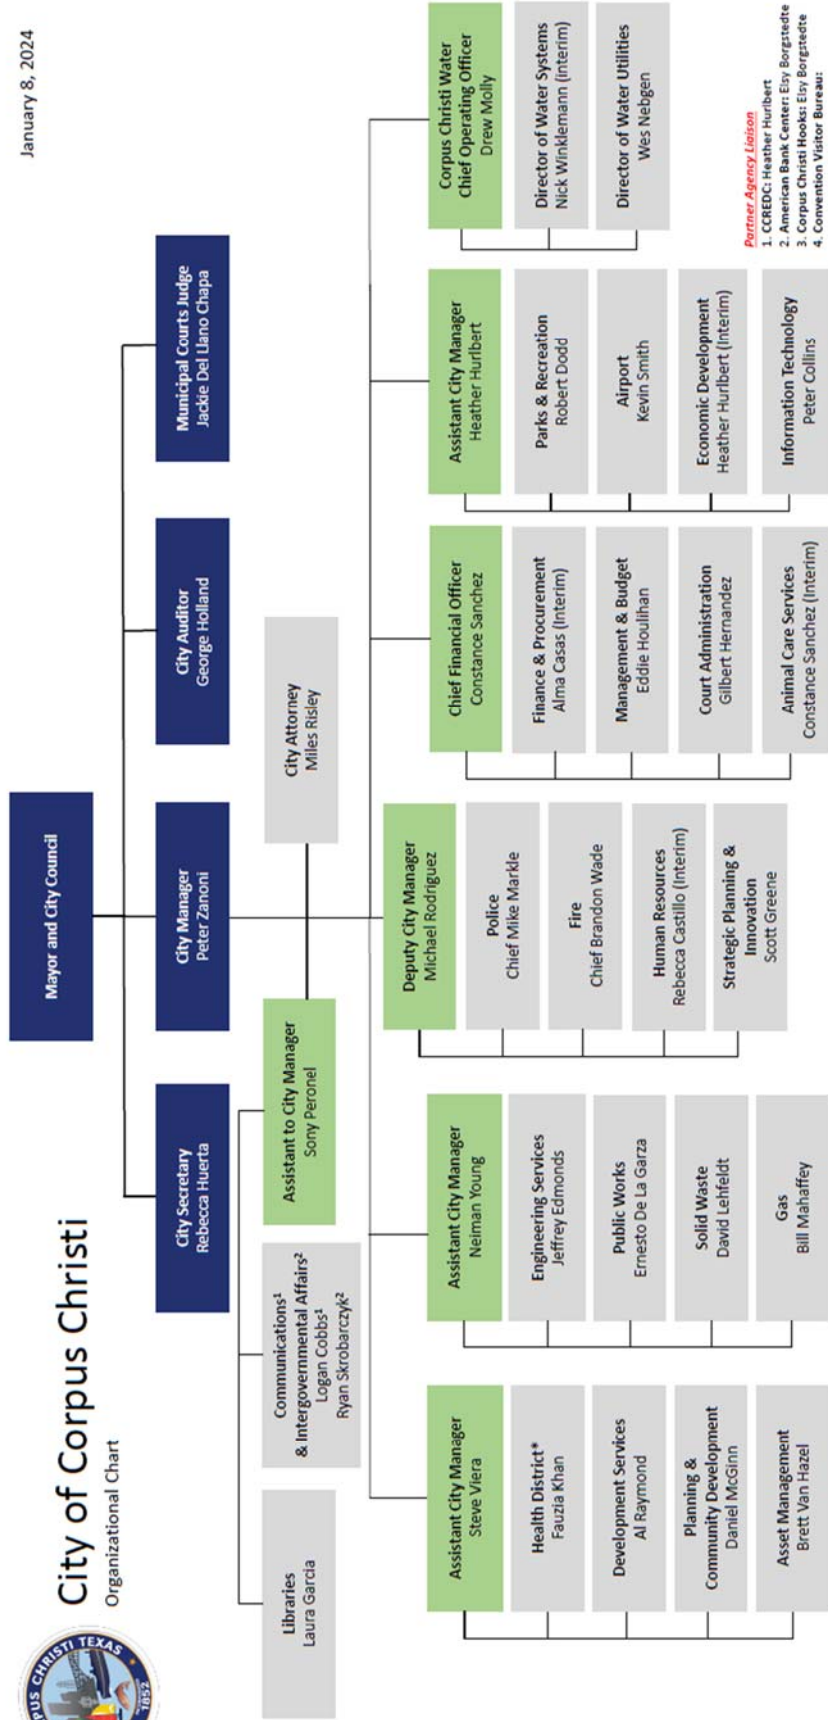 January 8, 2024
CORPUS CHRISTI TEXAS
1852
City of Corpus Christi
Organizational Chart
Mayor and City Council
City Secretary
Rebecca Huerta
City Manager
Peter Zanoni
City Auditor
George Holland
Municipal Courts Judge
Jackie Del Llano Chapa
Libraries
Laura Garcia
Communications¹
& Intergovernmental Affairs²
Logan Cobbs¹
Ryan Skrobarczyk²
Assistant to City Manager
Sony Peronel
City Attorney
Miles Risley
Assistant City Manager
Steve Viera
Health District*
Fauzia Khan
Development Services
Al Raymond
Planning &
Community Development
Daniel McGinn
Asset Management
Brett Van Hazel
Assistant City Manager
Neiman Young
Engineering Services
Jeffrey Edmonds
Public Works
Ernesto De La Garza
Solid Waste
David Lehfeldt
Gas
Bill Mahaffey
Deputy City Manager
Michael Rodriguez
Police
Chief Mike Markle
Fire
Chief Brandon Wade
Human Resources
Rebecca Castillo (Interim)
Strategic Planning &
Innovation
Scott Greene
Chief Financial Officer
Constance Sanchez
Finance & Procurement
Alma Casas (Interim)
Management & Budget
Eddie Houlihan
Court Administration
Gilbert Hernandez
Animal Care Services
Constance Sanchez (Interim)
Assistant City Manager
Heather Hurlbert
Parks & Recreation
Robert Dodd
Airport
Kevin Smith
Economic Development
Heather Hurlbert (Interim)
Information Technology
Peter Collins
Corpus Christi Water
Chief Operating Officer
Drew Molly
Director of Water Systems
Nick Winklemann (interim)
Director of Water Utilities
Wes Nebgen
Partner Agency Liaison
1. CCREDC: Heather Hurlbert
2. American Bank Center: Elsy Borgstedte
3. Corpus Christi Hooks: Elsy Borgstedte
4. Convention Visitor Bureau: